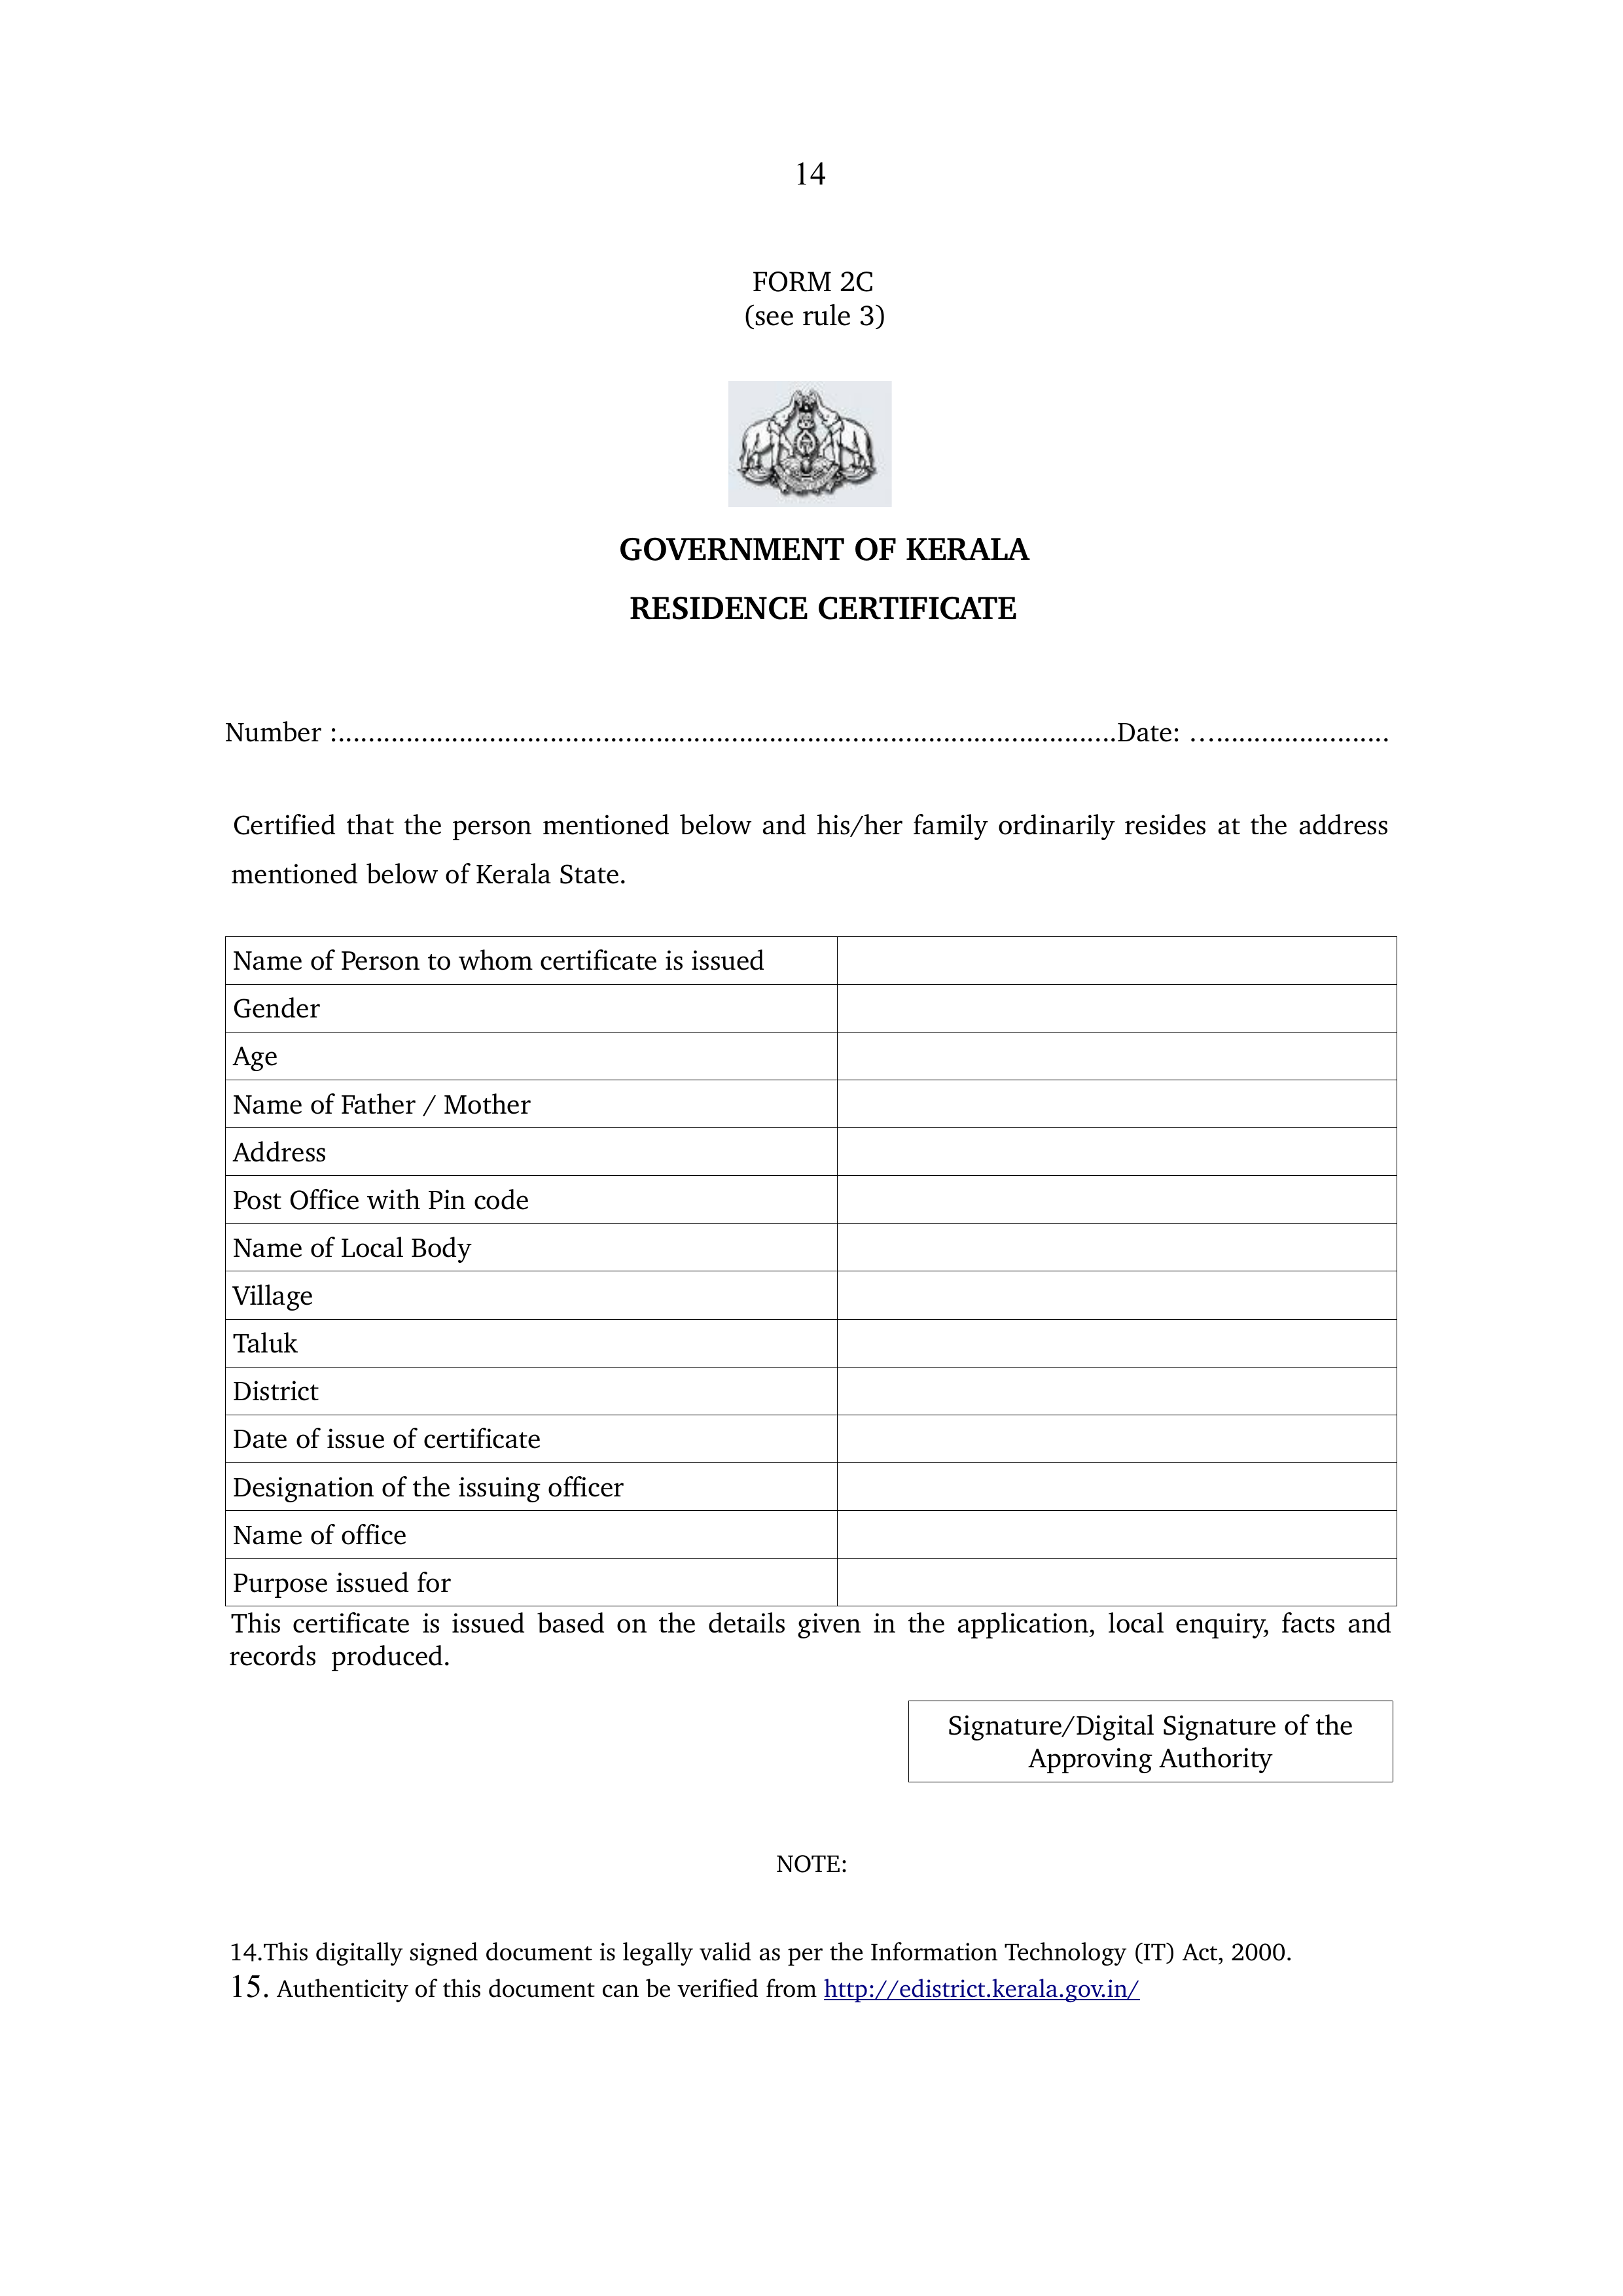 14
FORM 2C
(see rule 3)
GOVERNMENT OF KERALA
RESIDENCE CERTIFICATE
Number :.......................................................................................................Date: ….......................
Certified that the person mentioned below and his/her family ordinarily resides at the address
mentioned below of Kerala State.
Name of Person to whom certificate is issued
Gender
Age
Name of Father / Mother
Address
Post Office with Pin code
Name of Local Body
Village
Taluk
District
Date of issue of certificate
Designation of the issuing officer
Name of office
Purpose issued for
This certificate is issued based on the details given in the application, local enquiry, facts and
records produced.
Signature/Digital Signature of the
Approving Authority
NOTE:
14.This digitally signed document is legally valid as per the Information Technology (IT) Act, 2000.
15. Authenticity of this document can be verified from http://edistrict.kerala.gov.in/